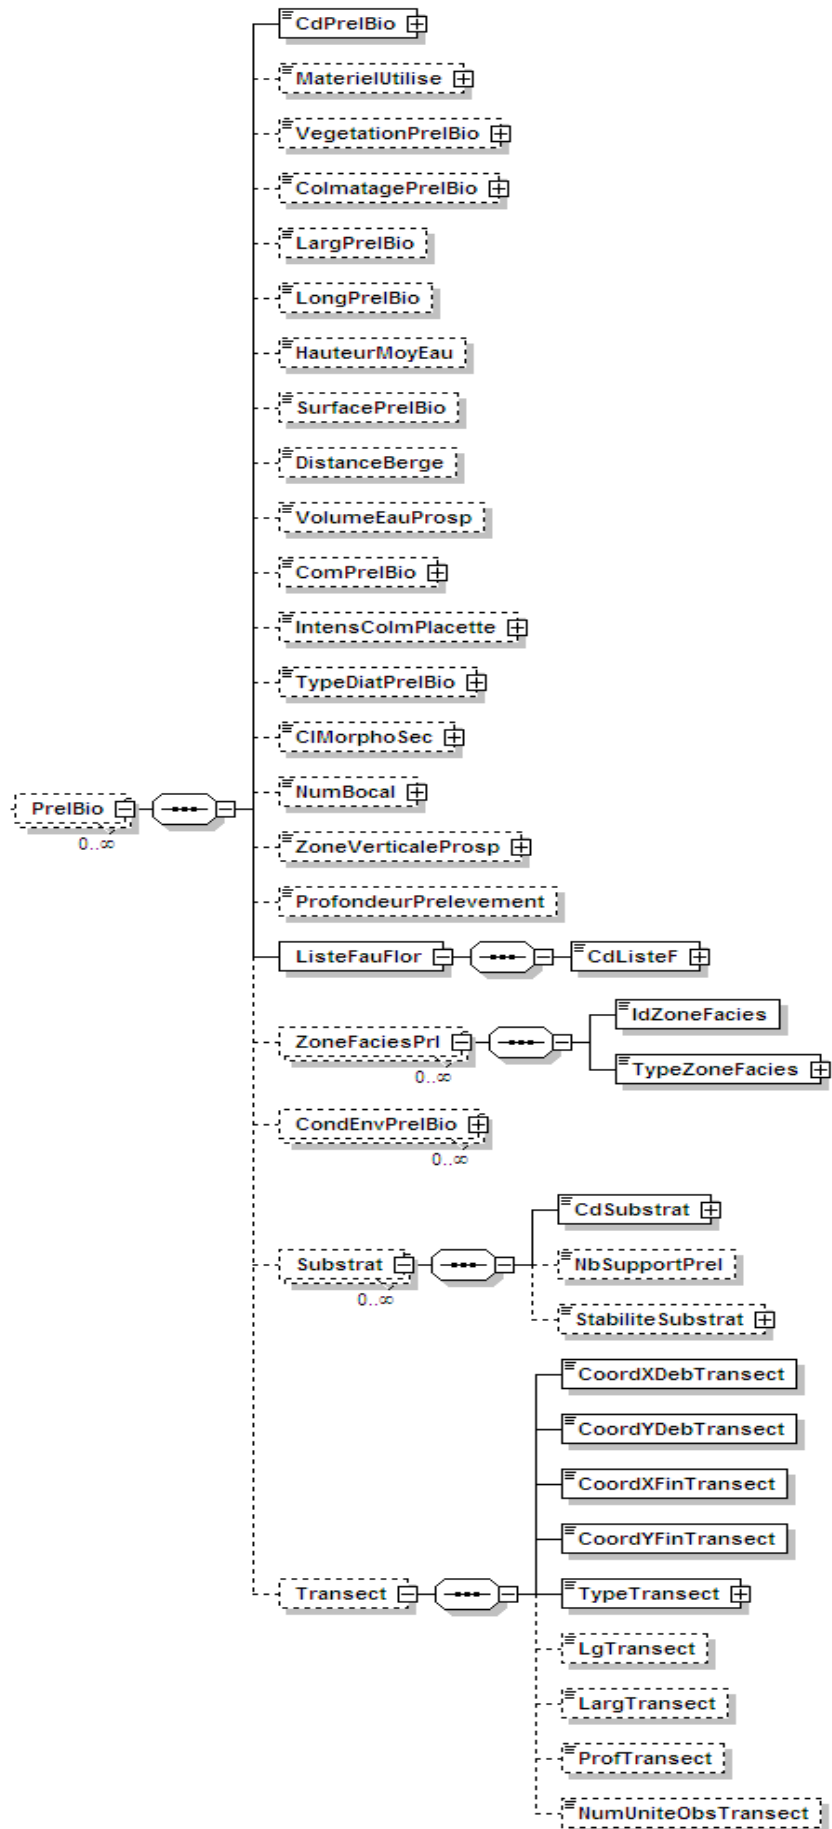 CdPrelBio
MaterielUtilise
VegetationPrelBio
ColmatagePrelBio
LargPrelBio
LongPrelBio
HauteurMoyEau
SurfacePrelBio
DistanceBerge
VolumeEauProsp
ComPrelBio
IntensColmPlacette
TypeDiatPrelBio
ClMorphoSec
NumBocal
PrelBio
0..∞
ZoneVerticaleProsp
ProfondeurPrelevement
ListeFauFlor
CdListeF
ZoneFaciesPrl
0..∞
IdZoneFacies
TypeZoneFacies
CondEnvPrelBio
0..∞
Substrat
0..∞
CdSubstrat
NbSupportPrel
StabiliteSubstrat
Transect
CoordXDebTransect
CoordYDebTransect
CoordXFinTransect
CoordYFinTransect
TypeTransect
LgTransect
LargTransect
ProfTransect
NumUniteObsTransect